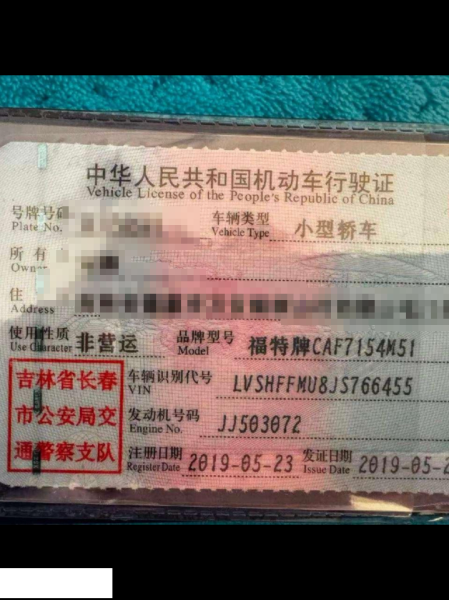 中华人民共和国机动车行驶证
Vehicle License of the People's Republic of China
号牌号码 车辆类型 小型轿车
Plate No. Vehicle Type
所有
Owner
住
Address
使用性质 非营运 品牌型号 福特牌CAF7154M51
Use Character Model
吉林省长春
市公安局交
通警察支队
车辆识别代号 LVSHFFMU8JS766455
VIN
发动机号码 JJ503072
Engine No.
注册日期 2019-05-23 发证日期 2019-05-2
Register Date Issue Date